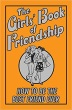 The Girls' Book of
Friendship
HOW TO BE THE
BEST FRIEND EVER